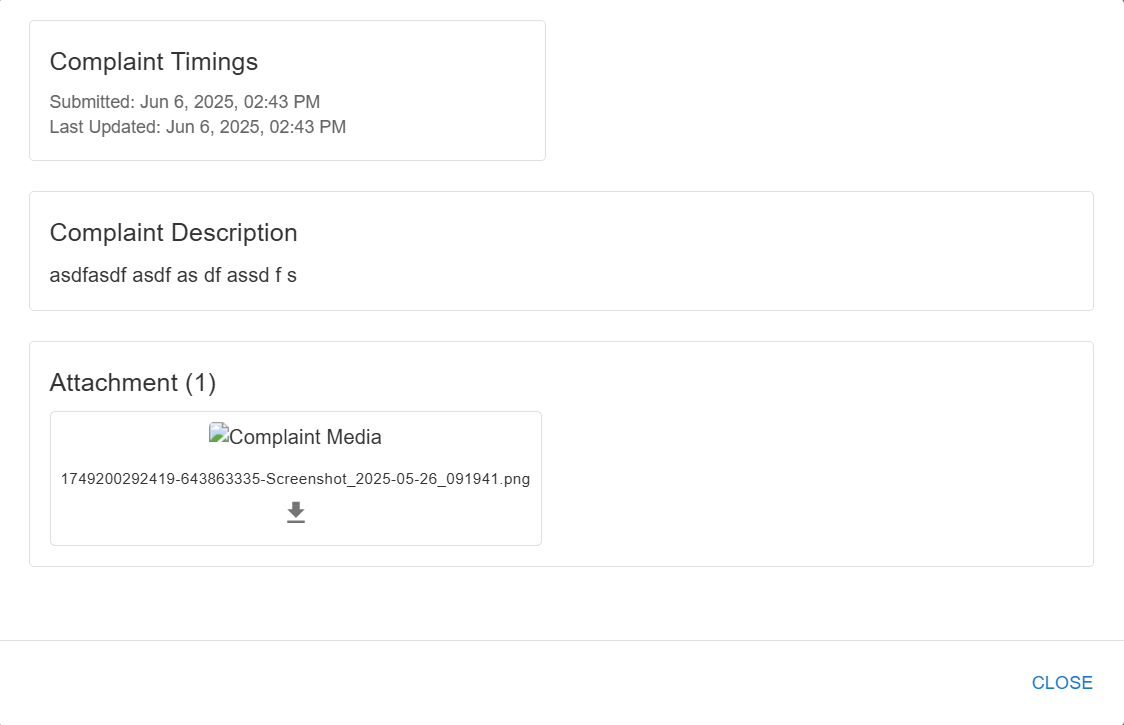 Complaint Timings
Submitted: Jun 6, 2025, 02:43 PM
Last Updated: Jun 6, 2025, 02:43 PM
Complaint Description
asdfasdf asdf as df assd f s
Attachment (1)
Complaint Media
1749200292419-643863335-Screenshot_2025-05-26_091941.png
CLOSE